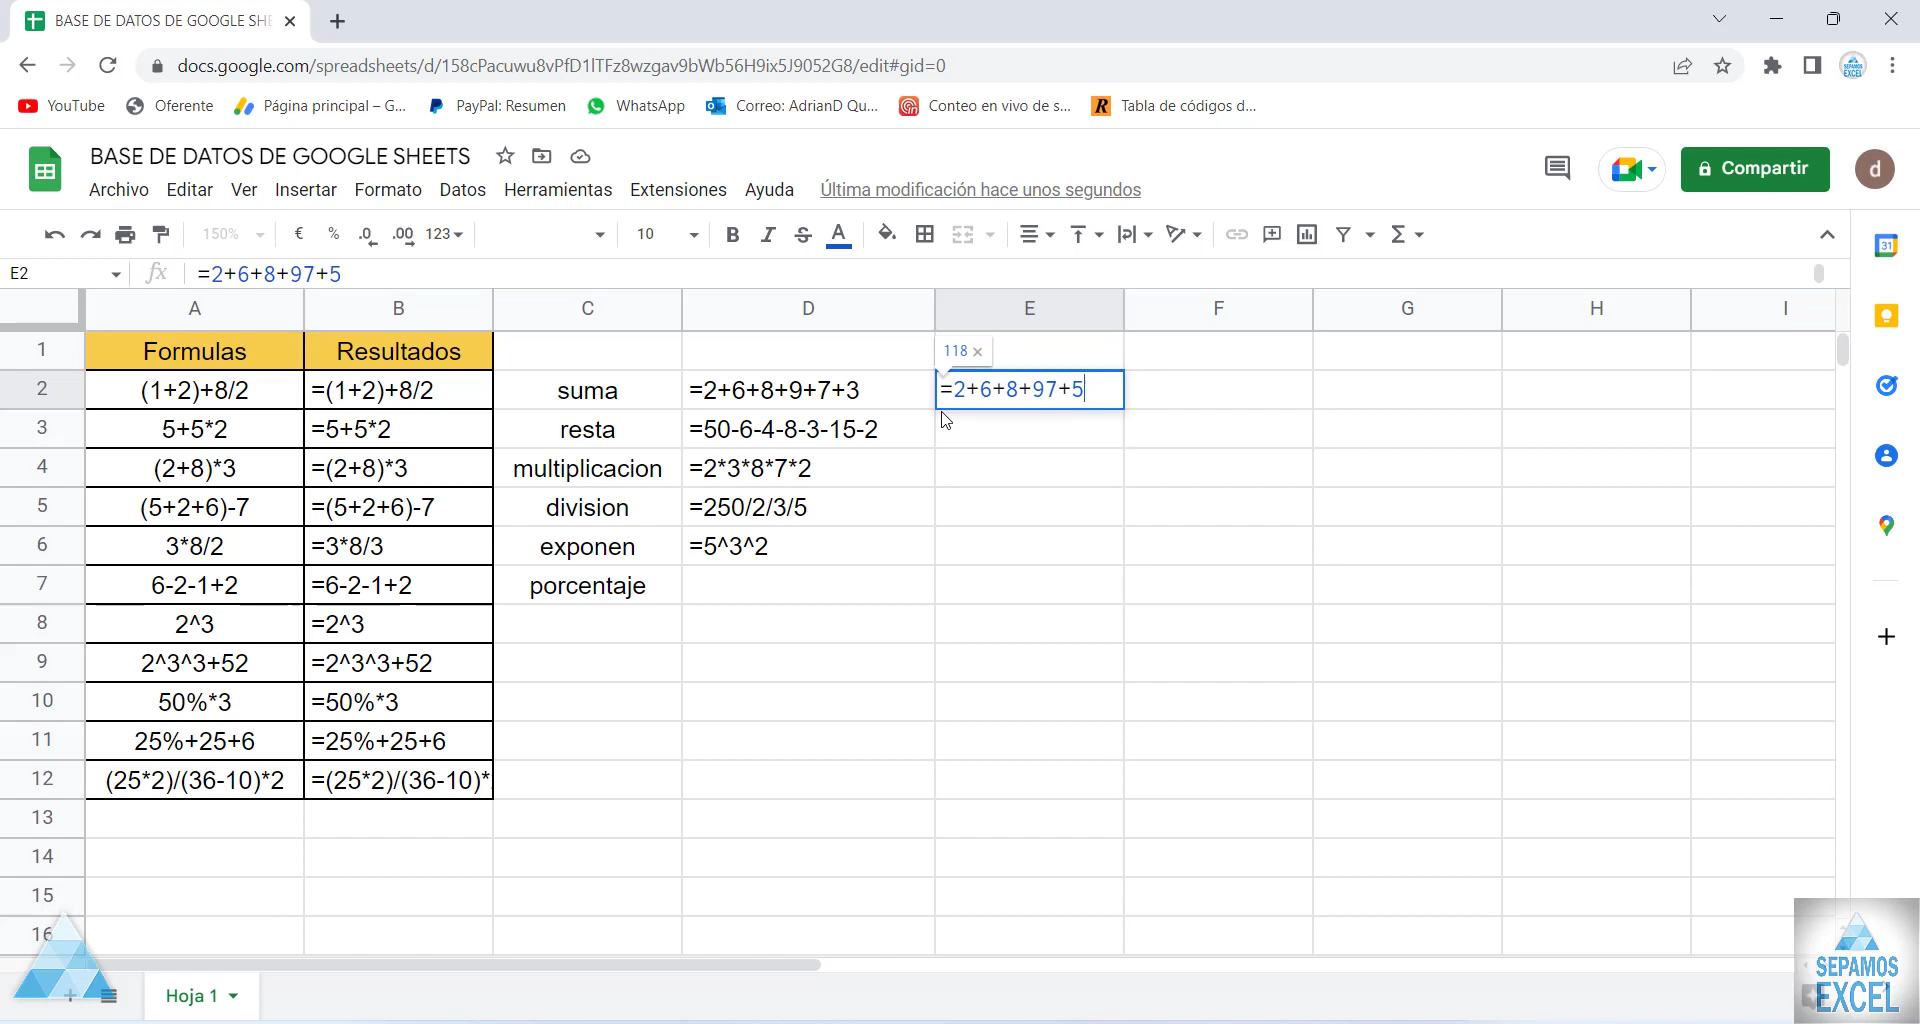 BASE DE DATOS DE GOOGLE SHE
docs.google.com/spreadsheets/d/158cPacuwu8vPfD1lTFz8wzgav9bWb56H9ix5J9052G8/edit#gid=0
SEPAMOS EXCEL
YouTube Oferente Página principal – G... PayPal: Resumen WhatsApp Correo: AdrianD Qu... Conteo en vivo de s... R Tabla de códigos d...
BASE DE DATOS DE GOOGLE SHEETS
Compartir
d
Archivo Editar Ver Insertar Formato Datos Herramientas Extensiones Ayuda Última modificación hace unos segundos
150% € % .0 .00 123 10 B I S A Σ
31
E2 fx =2+6+8+97+5
A B C D E F G H I
118 ×
1 Formulas Resultados
2 (1+2)+8/2 =(1+2)+8/2 suma =2+6+8+9+7+3 =2+6+8+97+5
3 5+5*2 =5+5*2 resta =50-6-4-8-3-15-2
4 (2+8)*3 =(2+8)*3 multiplicacion =2*3*8*7*2
5 (5+2+6)-7 =(5+2+6)-7 division =250/2/3/5
6 3*8/2 =3*8/3 exponen =5^3^2
7 6-2-1+2 =6-2-1+2 porcentaje
8 2^3 =2^3
9 2^3^3+52 =2^3^3+52
10 50%*3 =50%*3
11 25%+25+6 =25%+25+6
12 (25*2)/(36-10)*2 =(25*2)/(36-10)*
13
14
15
16
Hoja 1
SEPAMOS
EXCEL